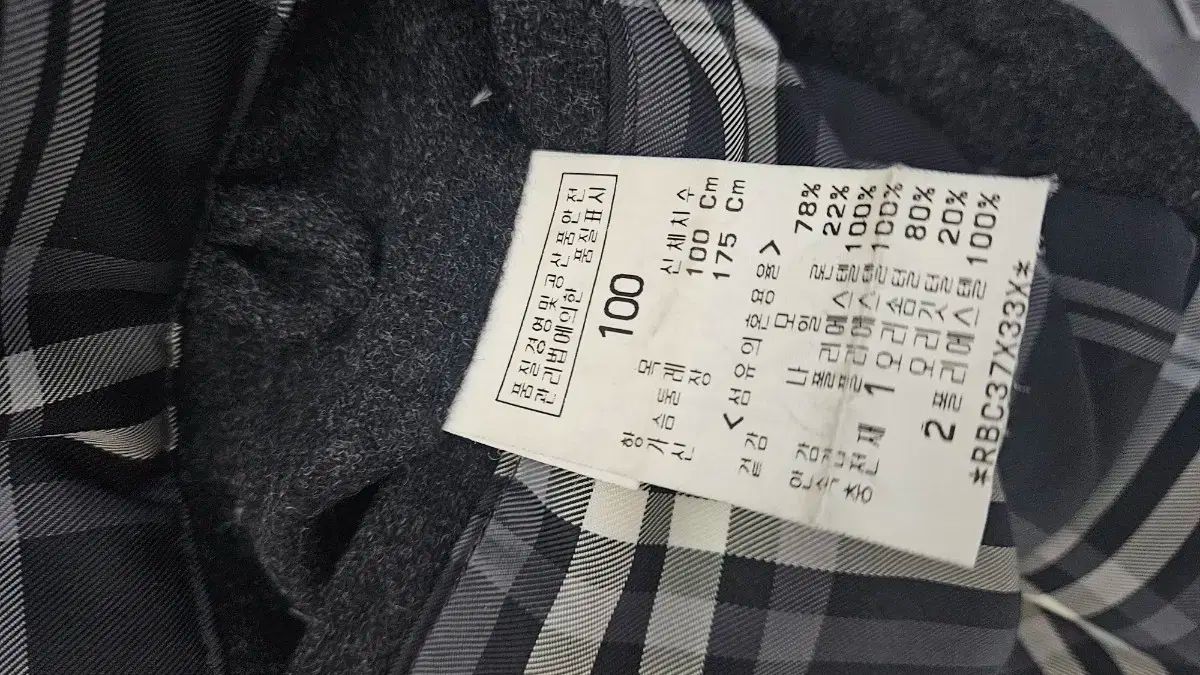 품질경영및공산품안전
관리법에의한 품질표시
100
항 목 신체치수
가슴둘레 100 Cm
신 장 175 Cm
<섬유의 혼용율>
겉 감 모 78%
나일론 22%
안 감 폴리에스텔 100%
폴리에스텔 100%
충전재 1 오리솜털 80%
오리깃털 20%
2 폴리에스텔 100%
*RBC37X33X*